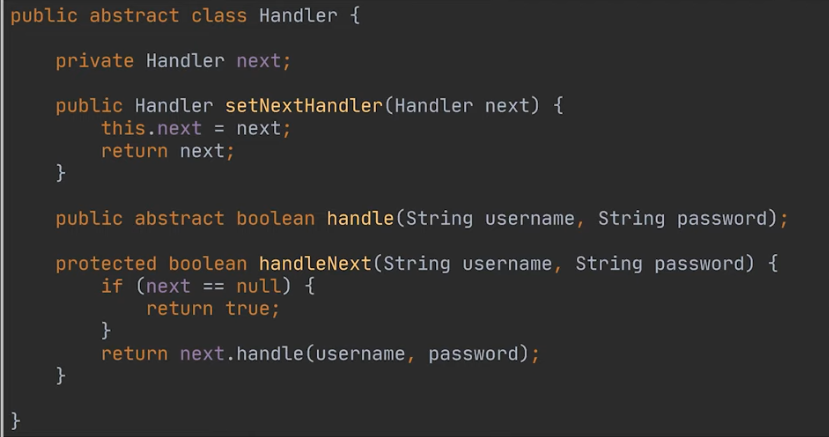 public abstract class Handler {
private Handler next;
public Handler setNextHandler(Handler next) {
this.next = next;
return next;
}
public abstract boolean handle(String username, String password);
protected boolean handleNext(String username, String password) {
if (next == null) {
return true;
}
return next.handle(username, password);
}
}